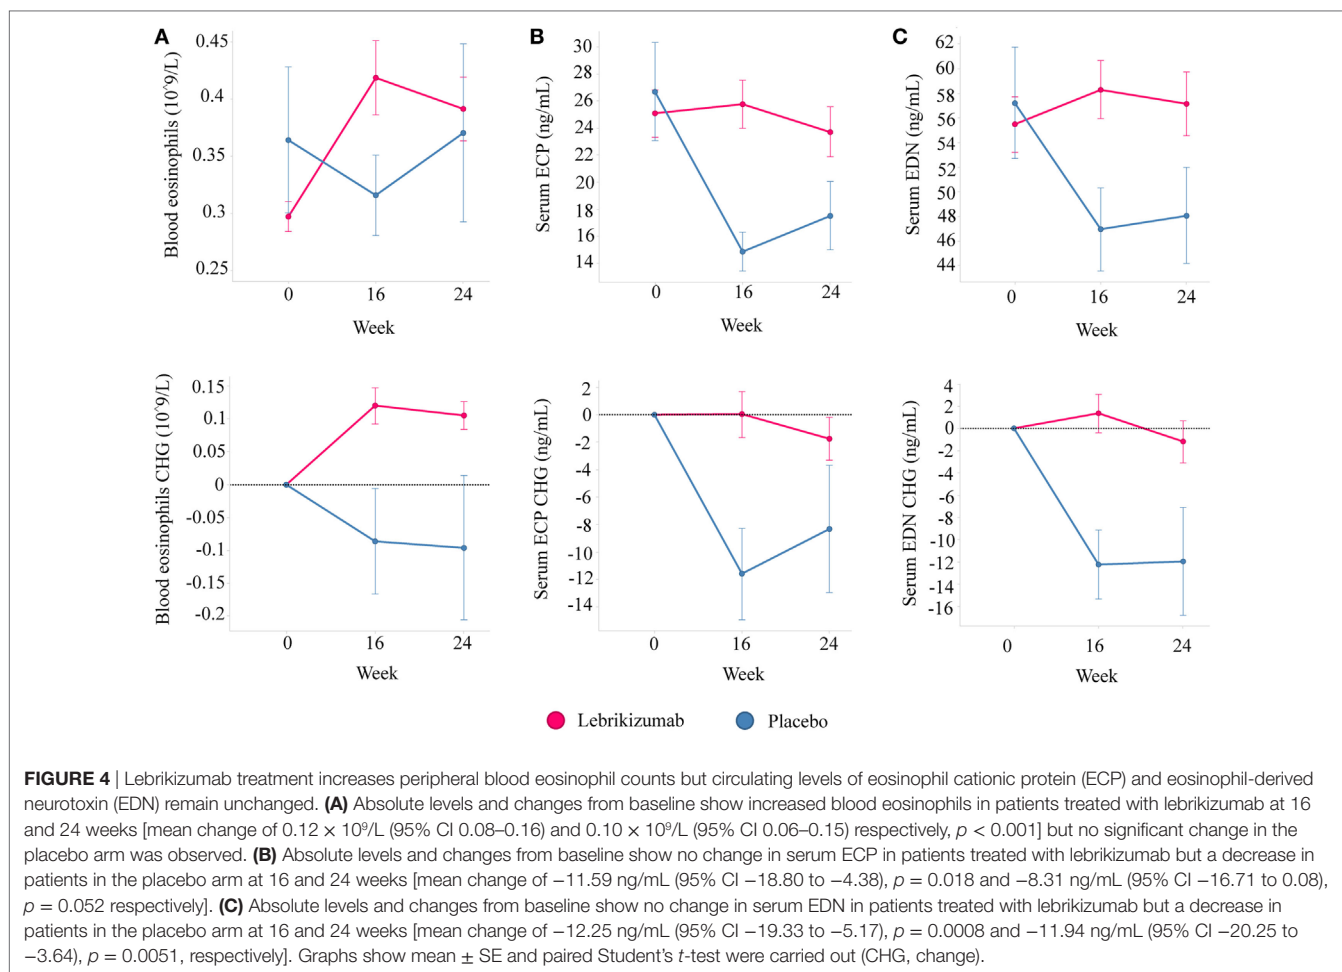 A
Blood eosinophils (10^9/L)
0.45
0.4
0.35
0.3
0.25
0
16
24
Week
B
Serum ECP (ng/mL)
30
28
26
24
22
20
18
16
14
0
16
24
Week
C
Serum EDN (ng/mL)
62
60
58
56
54
52
50
48
46
44
0
16
24
Week
Blood eosinophils CHG (10^9/L)
0.15
0.1
0.05
0
-0.05
-0.1
-0.15
-0.2
0
16
24
Week
Serum ECP CHG (ng/mL)
2
0
-2
-4
-6
-8
-10
-12
-14
0
16
24
Week
Serum EDN CHG (ng/mL)
4
2
0
-2
-4
-6
-8
-10
-12
-14
-16
0
16
24
Week
Lebrikizumab
Placebo
FIGURE 4 | Lebrikizumab treatment increases peripheral blood eosinophil counts but circulating levels of eosinophil cationic protein (ECP) and eosinophil-derived
neurotoxin (EDN) remain unchanged. (A) Absolute levels and changes from baseline show increased blood eosinophils in patients treated with lebrikizumab at 16
and 24 weeks [mean change of 0.12 × 10⁹/L (95% CI 0.08–0.16) and 0.10 × 10⁹/L (95% CI 0.06–0.15) respectively, p < 0.001] but no significant change in the
placebo arm was observed. (B) Absolute levels and changes from baseline show no change in serum ECP in patients treated with lebrikizumab but a decrease in
patients in the placebo arm at 16 and 24 weeks [mean change of −11.59 ng/mL (95% CI −18.80 to −4.38), p = 0.018 and −8.31 ng/mL (95% CI −16.71 to 0.08),
p = 0.052 respectively]. (C) Absolute levels and changes from baseline show no change in serum EDN in patients treated with lebrikizumab but a decrease in
patients in the placebo arm at 16 and 24 weeks [mean change of −12.25 ng/mL (95% CI −19.33 to −5.17), p = 0.0008 and −11.94 ng/mL (95% CI −20.25 to
−3.64), p = 0.0051, respectively]. Graphs show mean ± SE and paired Student's t-test were carried out (CHG, change).